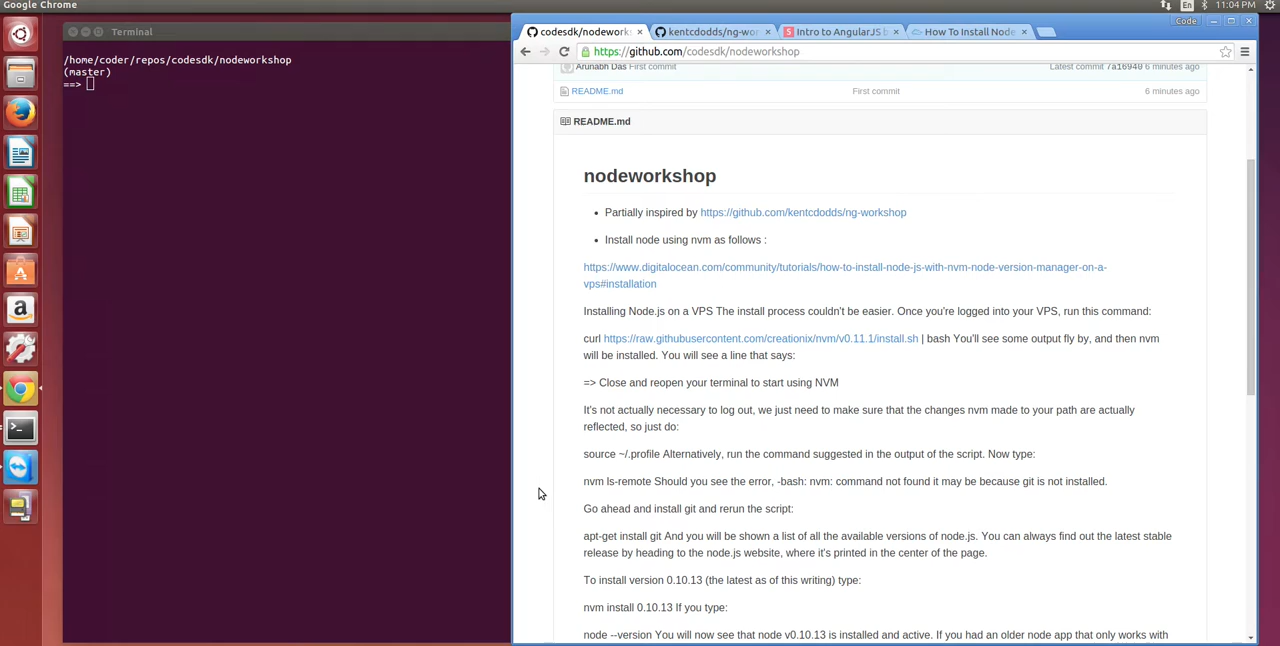 Google Chrome
En
11:04 PM
Terminal
Code
codesdk/nodework
kentcdodds/ng-wor
Intro to AngularJS b
How To Install Node
https://github.com/codesdk/nodeworkshop
/home/coder/repos/codesdk/nodeworkshop
(master)
==>
Arunabh Das First commit
Latest commit 7a16940 6 minutes ago
README.md
First commit
6 minutes ago
README.md
nodeworkshop
• Partially inspired by https://github.com/kentcdodds/ng-workshop
• Install node using nvm as follows :
https://www.digitalocean.com/community/tutorials/how-to-install-node-js-with-nvm-node-version-manager-on-a-
vps#installation
Installing Node.js on a VPS The install process couldn't be easier. Once you're logged into your VPS, run this command:
curl https://raw.githubusercontent.com/creationix/nvm/v0.11.1/install.sh | bash You'll see some output fly by, and then nvm
will be installed. You will see a line that says:
=> Close and reopen your terminal to start using NVM
It's not actually necessary to log out, we just need to make sure that the changes nvm made to your path are actually
reflected, so just do:
source ~/.profile Alternatively, run the command suggested in the output of the script. Now type:
nvm ls-remote Should you see the error, -bash: nvm: command not found it may be because git is not installed.
Go ahead and install git and rerun the script:
apt-get install git And you will be shown a list of all the available versions of node.js. You can always find out the latest stable
release by heading to the node.js website, where it's printed in the center of the page.
To install version 0.10.13 (the latest as of this writing) type:
nvm install 0.10.13 If you type:
node --version You will now see that node v0.10.13 is installed and active. If you had an older node app that only works with